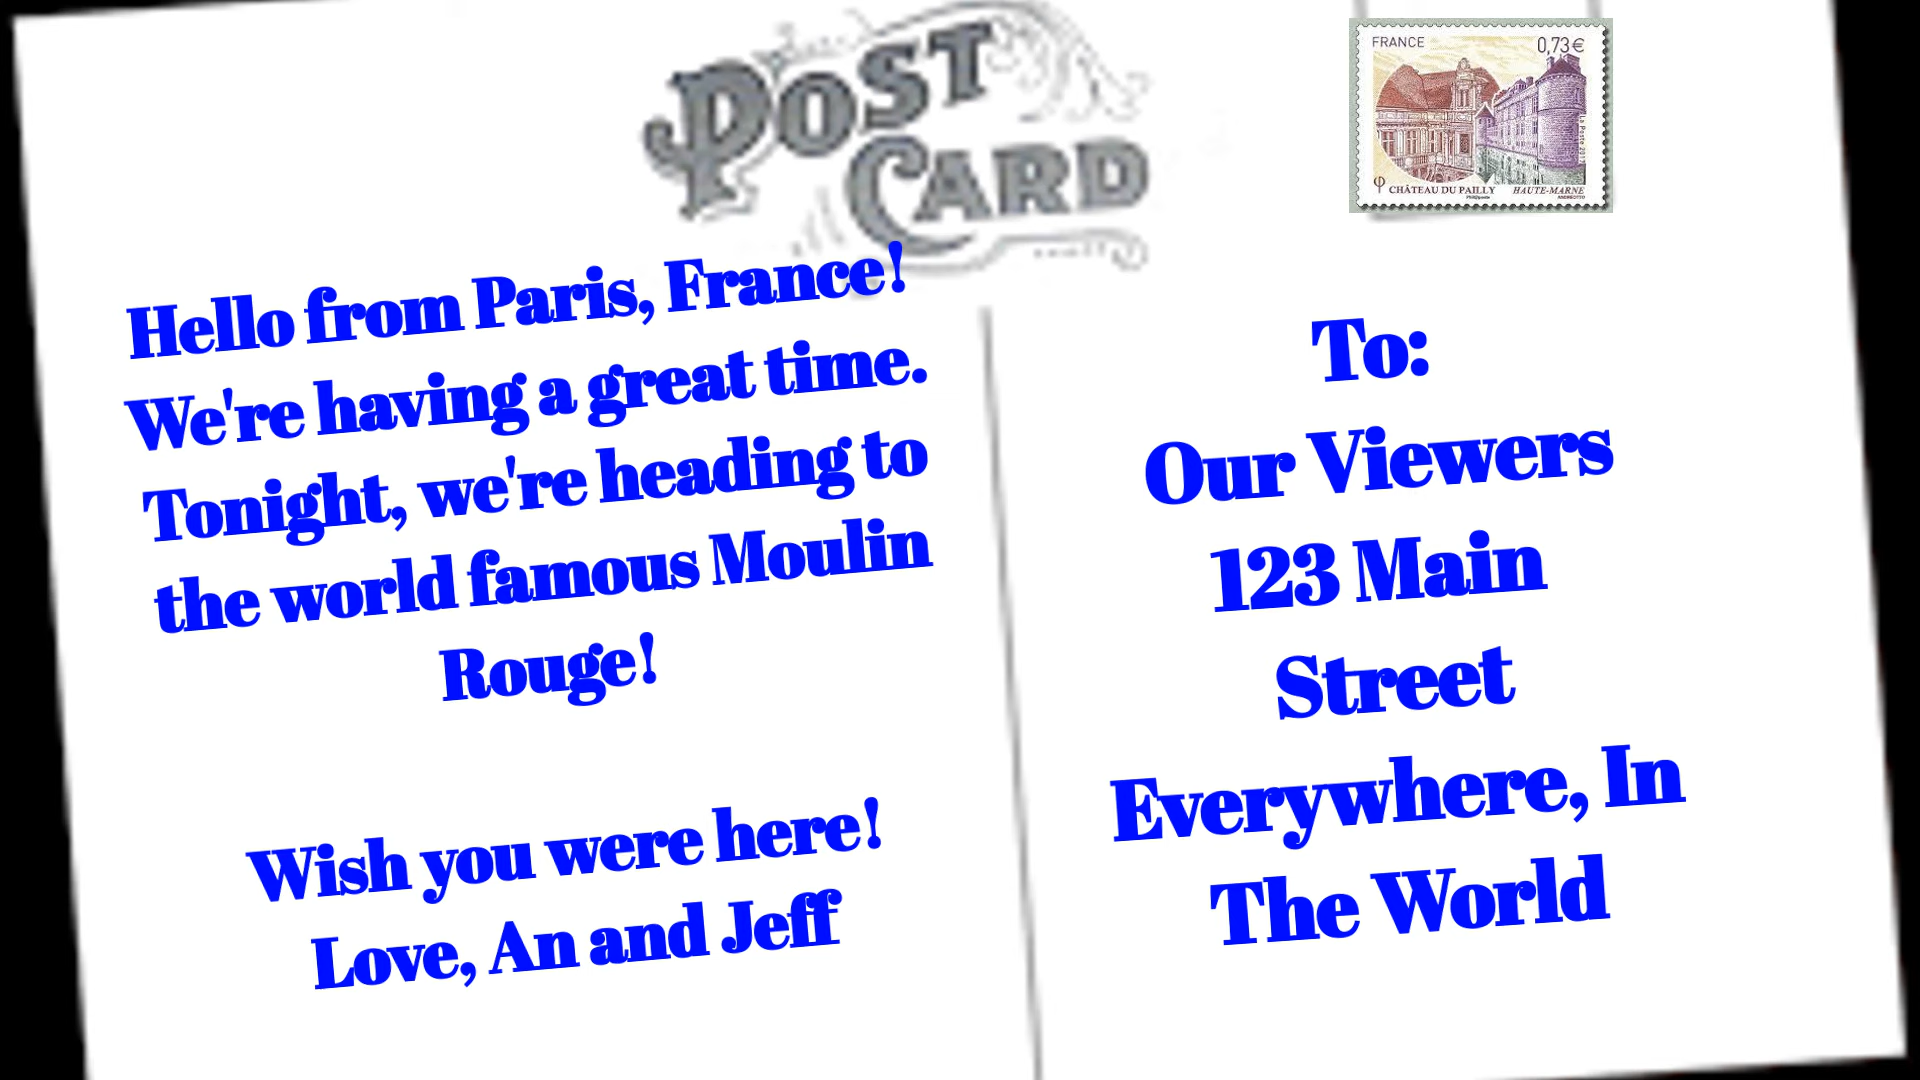 POST
CARD
FRANCE
0,73€
CHÂTEAU DU PAILLY
HAUTE-MARNE
Hello from Paris, France!
We're having a great time.
Tonight, we're heading to
the world famous Moulin
Rouge!
Wish you were here!
Love, An and Jeff
To:
Our Viewers
123 Main
Street
Everywhere, In
The World